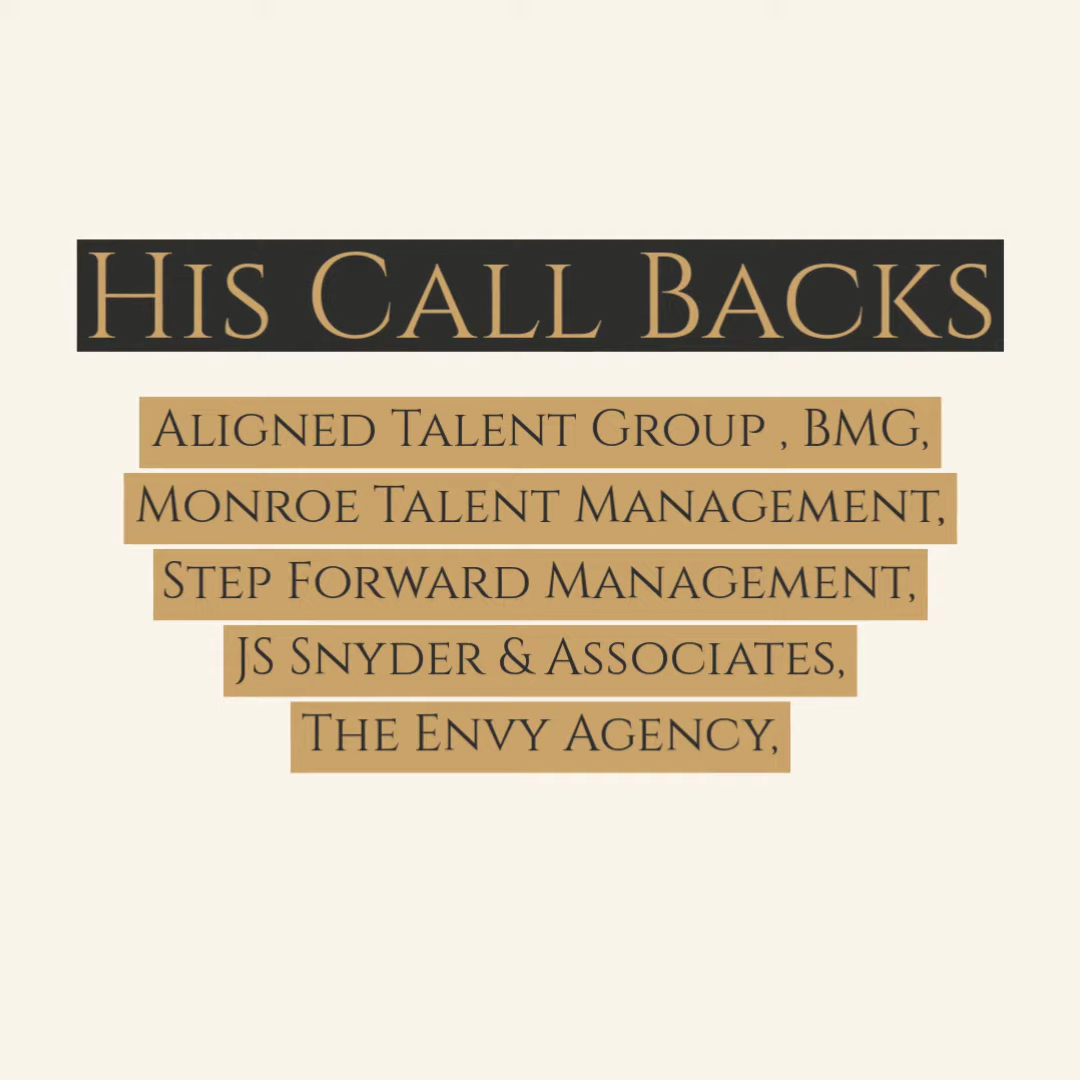 His Call Backs
Aligned Talent Group , BMG,
Monroe Talent Management,
Step Forward Management,
JS Snyder & Associates,
The Envy Agency,